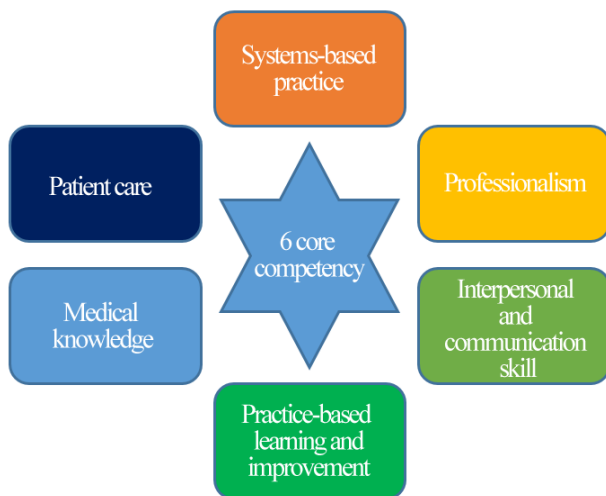 Systems-based
practice
Patient care
Professionalism
6 core
competency
Medical
knowledge
Interpersonal
and
communication
skill
Practice-based
learning and
improvement